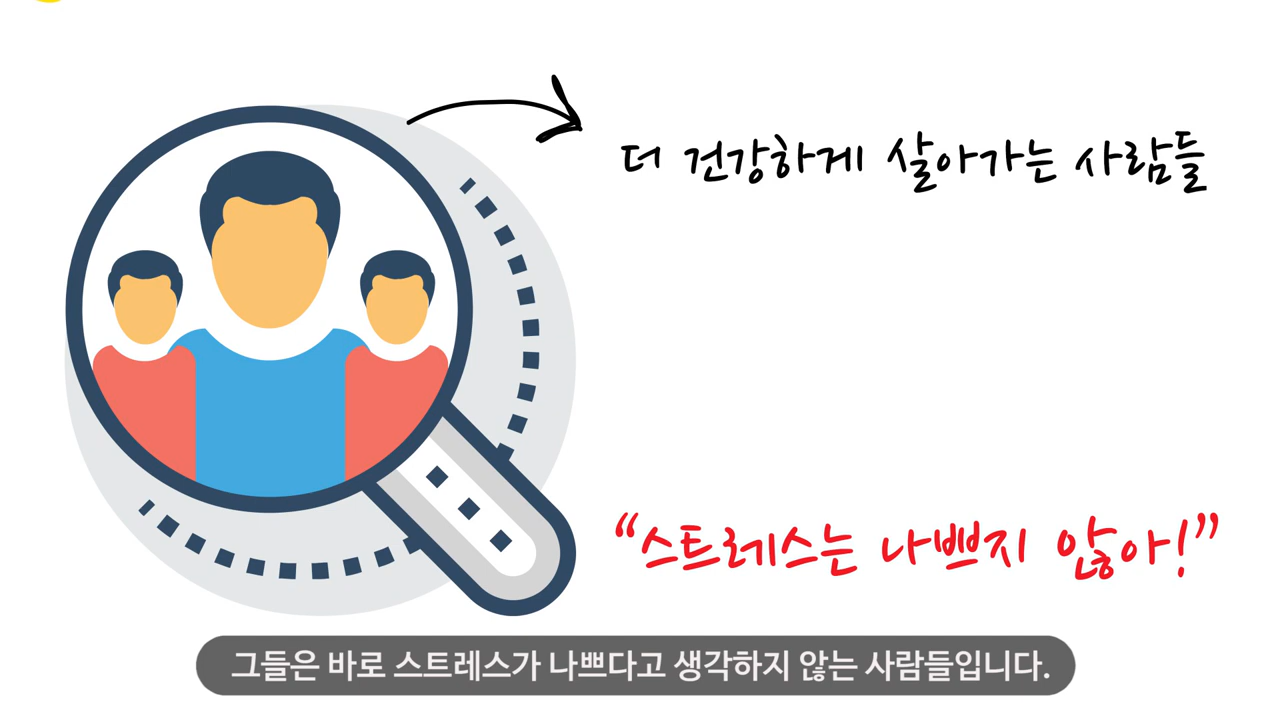 더 건강하게 살아가는 사람들
“스트레스는 나쁘지 않아!”
그들은 바로 스트레스가 나쁘다고 생각하지 않는 사람들입니다.